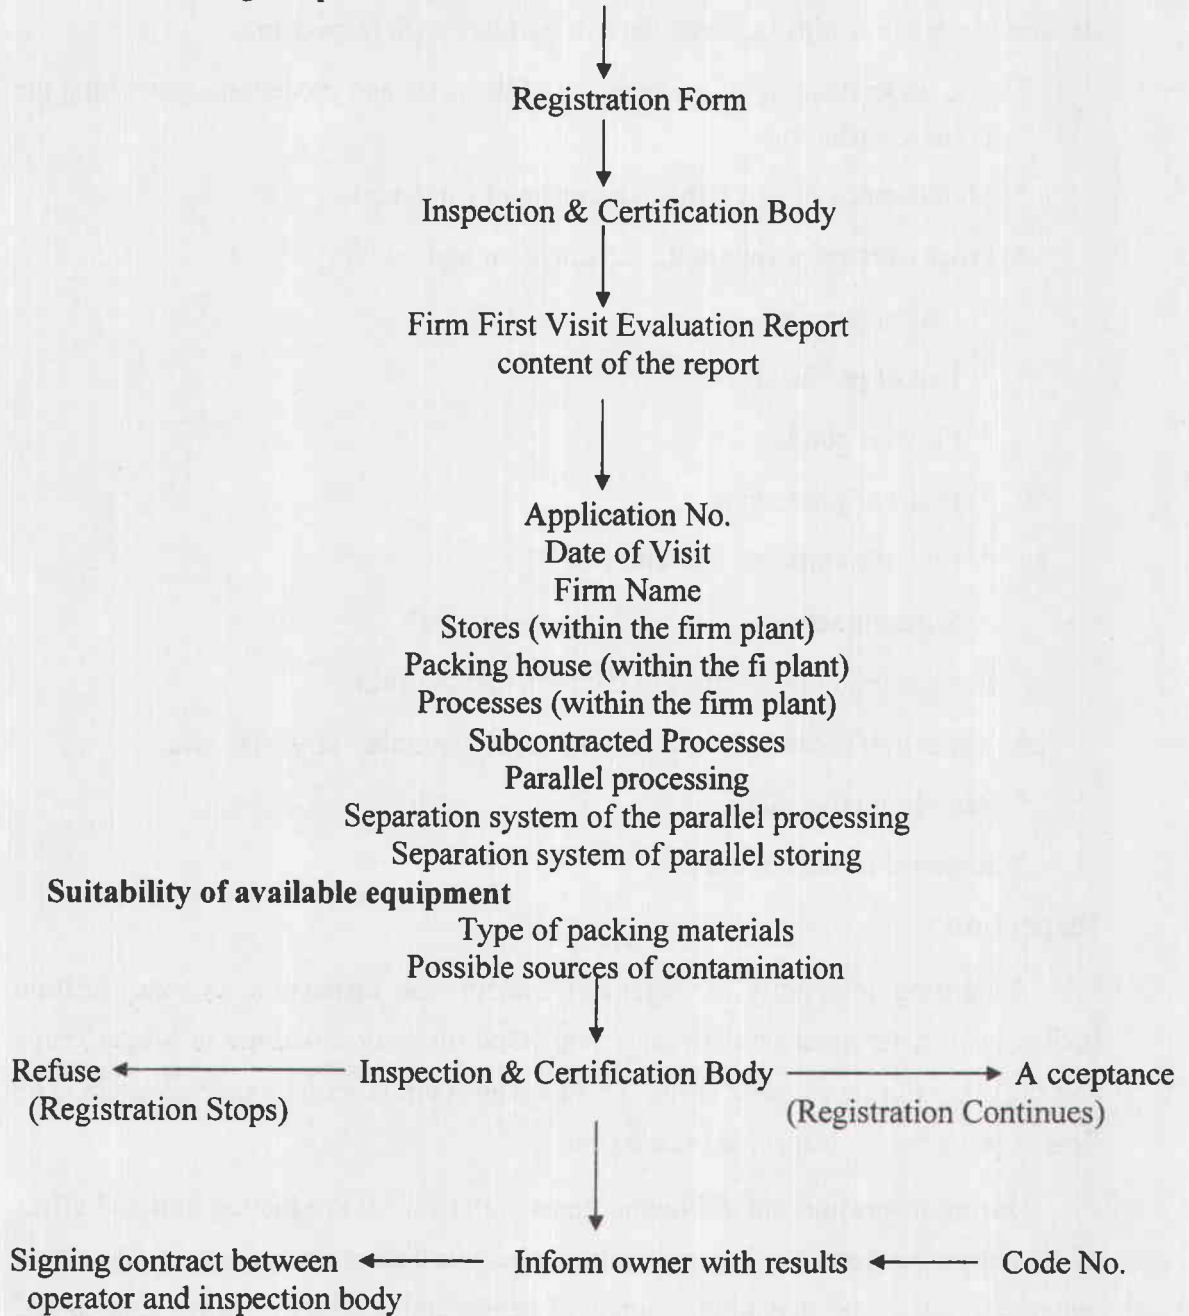 Registration Form
Inspection & Certification Body
Firm First Visit Evaluation Report
content of the report
Application No.
Date of Visit
Firm Name
Stores (within the firm plant)
Packing house (within the fi plant)
Processes (within the firm plant)
Subcontracted Processes
Parallel processing
Separation system of the parallel processing
Separation system of parallel storing
Suitability of available equipment
Type of packing materials
Possible sources of contamination
Refuse Inspection & Certification Body A cceptance
(Registration Stops) (Registration Continues)
Signing contract between Inform owner with results Code No.
operator and inspection body